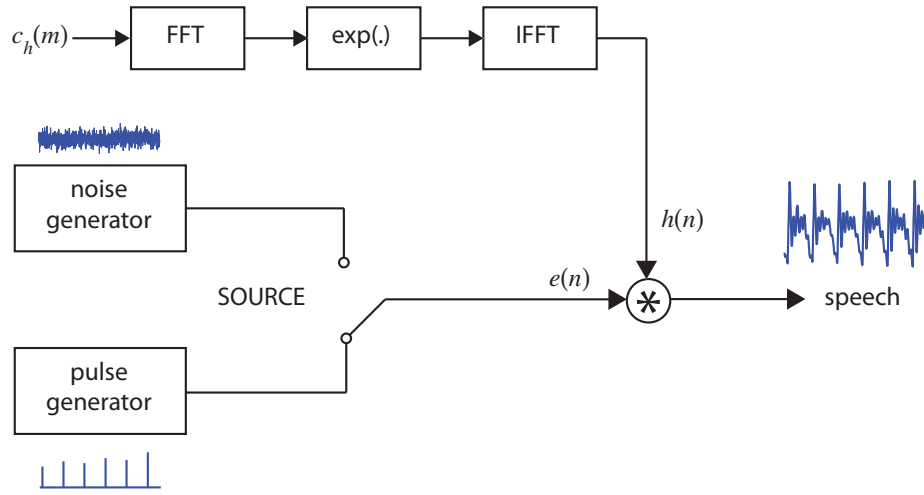 c_h(m)
FFT
exp(.)
IFFT
noise
generator
h(n)
SOURCE
e(n)
*
speech
pulse
generator